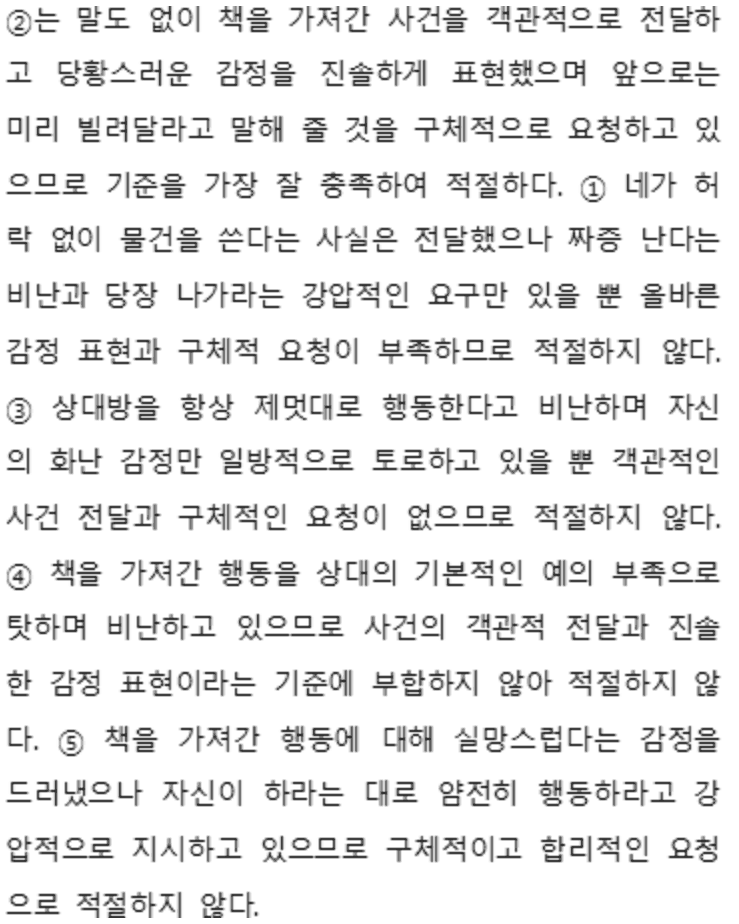 ②는 말도 없이 책을 가져간 사건을 객관적으로 전달하
고 당황스러운 감정을 진솔하게 표현했으며 앞으로는
미리 빌려달라고 말해 줄 것을 구체적으로 요청하고 있
으므로 기준을 가장 잘 충족하여 적절하다. ① 네가 허
락 없이 물건을 쓴다는 사실은 전달했으나 짜증 난다는
비난과 당장 나가라는 강압적인 요구만 있을 뿐 올바른
감정 표현과 구체적 요청이 부족하므로 적절하지 않다.
③ 상대방을 항상 제멋대로 행동한다고 비난하며 자신
의 화난 감정만 일방적으로 토로하고 있을 뿐 객관적인
사건 전달과 구체적인 요청이 없으므로 적절하지 않다.
④ 책을 가져간 행동을 상대의 기본적인 예의 부족으로
탓하며 비난하고 있으므로 사건의 객관적 전달과 진솔
한 감정 표현이라는 기준에 부합하지 않아 적절하지 않
다. ⑤ 책을 가져간 행동에 대해 실망스럽다는 감정을
드러냈으나 자신이 하라는 대로 얌전히 행동하라고 강
압적으로 지시하고 있으므로 구체적이고 합리적인 요청
으로 적절하지 않다.